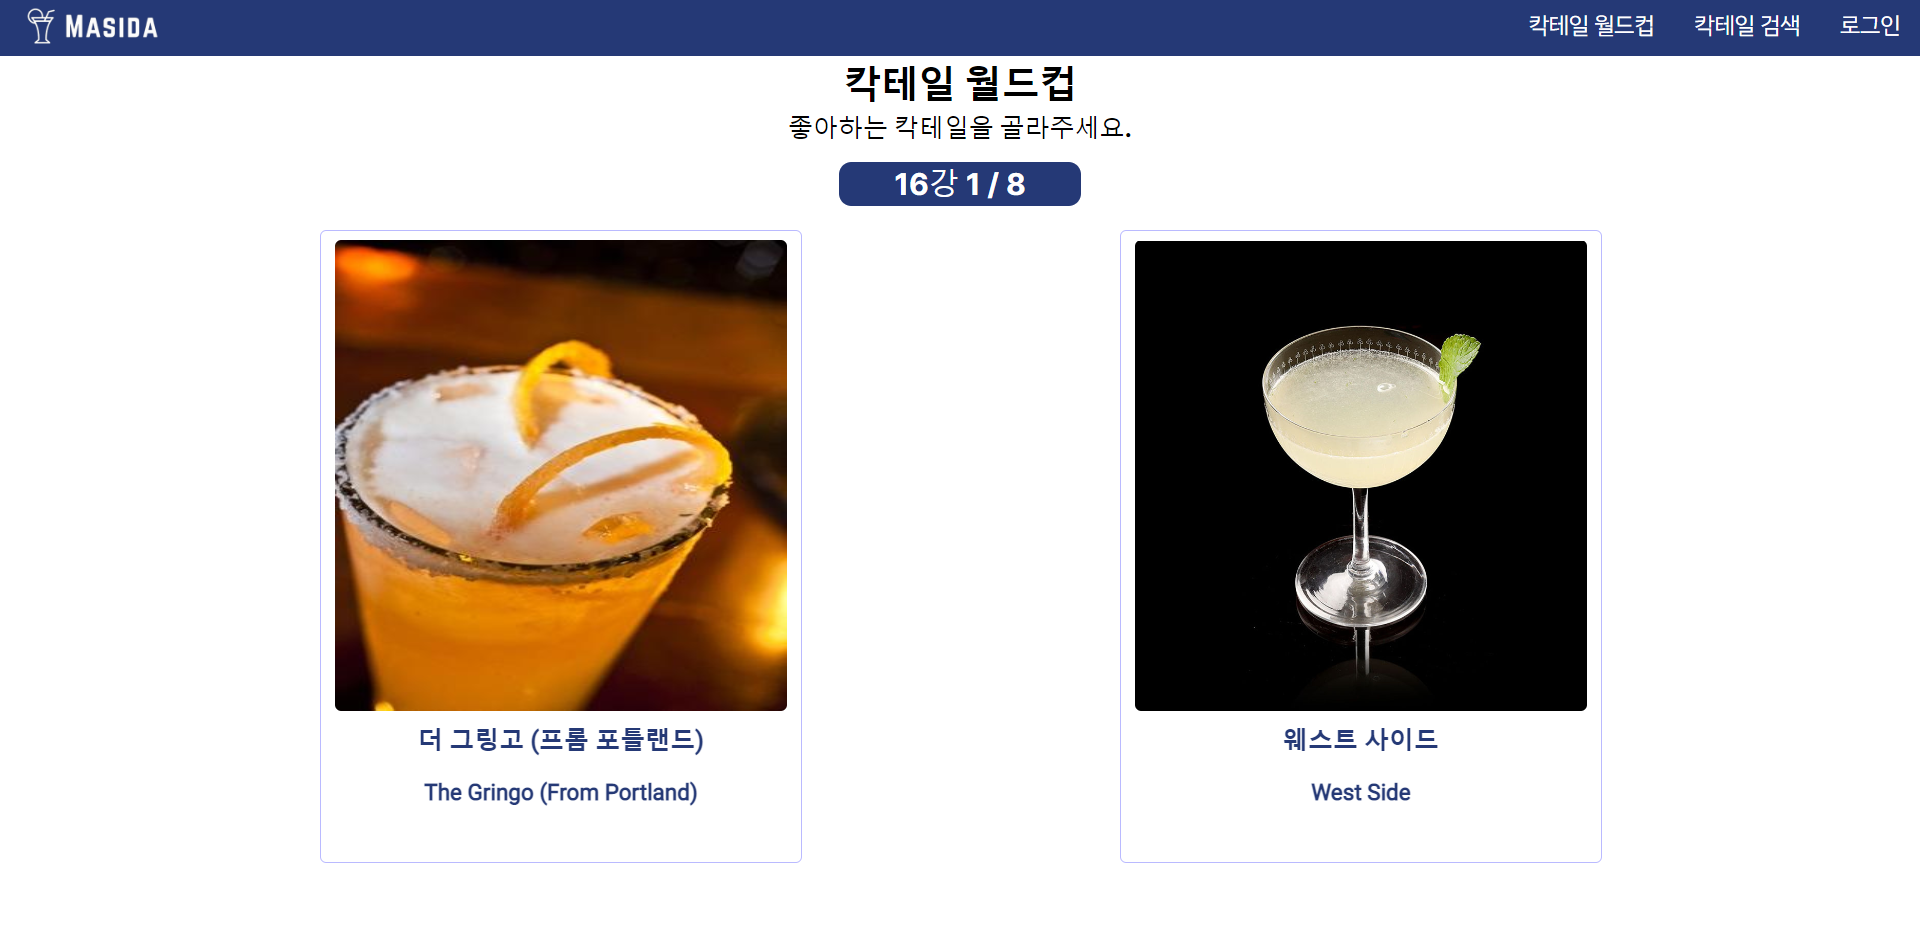 MASIDA
칵테일 월드컵
칵테일 검색
로그인
칵테일 월드컵
좋아하는 칵테일을 골라주세요.
16강 1 / 8
더 그링고 (프롬 포틀랜드)
The Gringo (From Portland)
웨스트 사이드
West Side